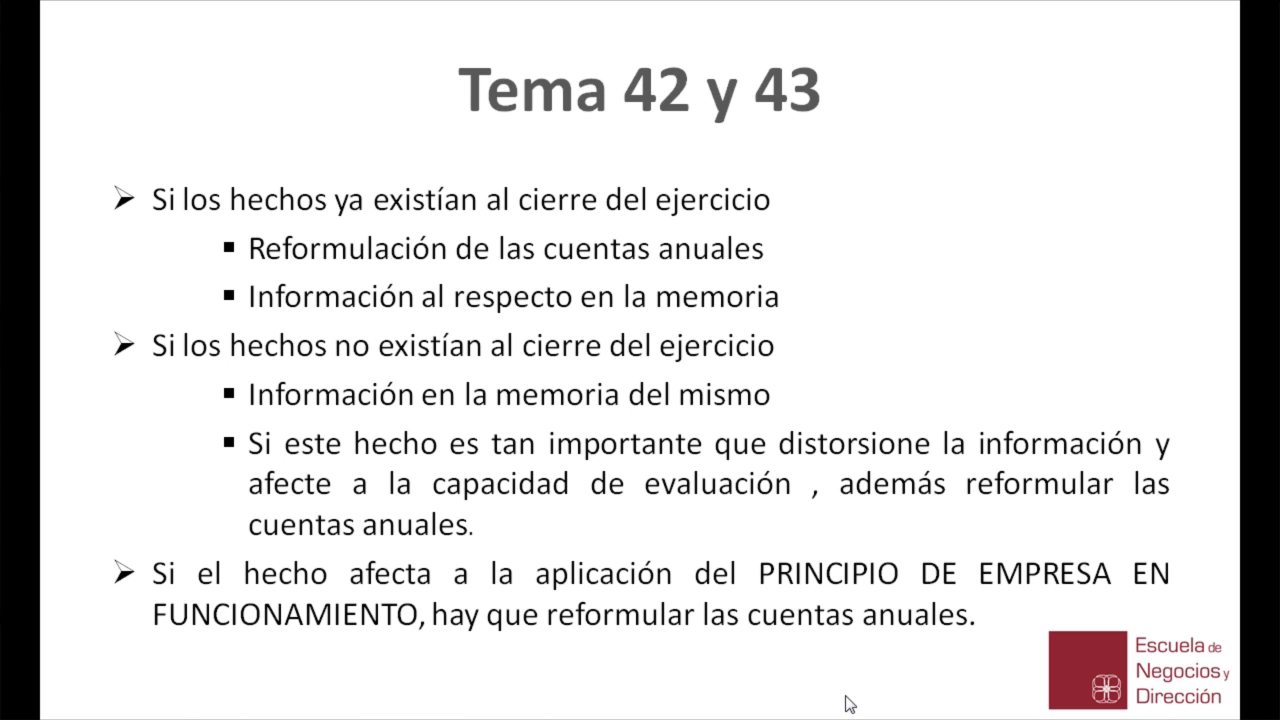 Tema 42 y 43
Si los hechos ya existían al cierre del ejercicio
Reformulación de las cuentas anuales
Información al respecto en la memoria
Si los hechos no existían al cierre del ejercicio
Información en la memoria del mismo
Si este hecho es tan importante que distorsione la información y
afecte a la capacidad de evaluación , además reformular las
cuentas anuales.
Si el hecho afecta a la aplicación del PRINCIPIO DE EMPRESA EN
FUNCIONAMIENTO, hay que reformular las cuentas anuales.
Escuela de
Negocios y
Dirección